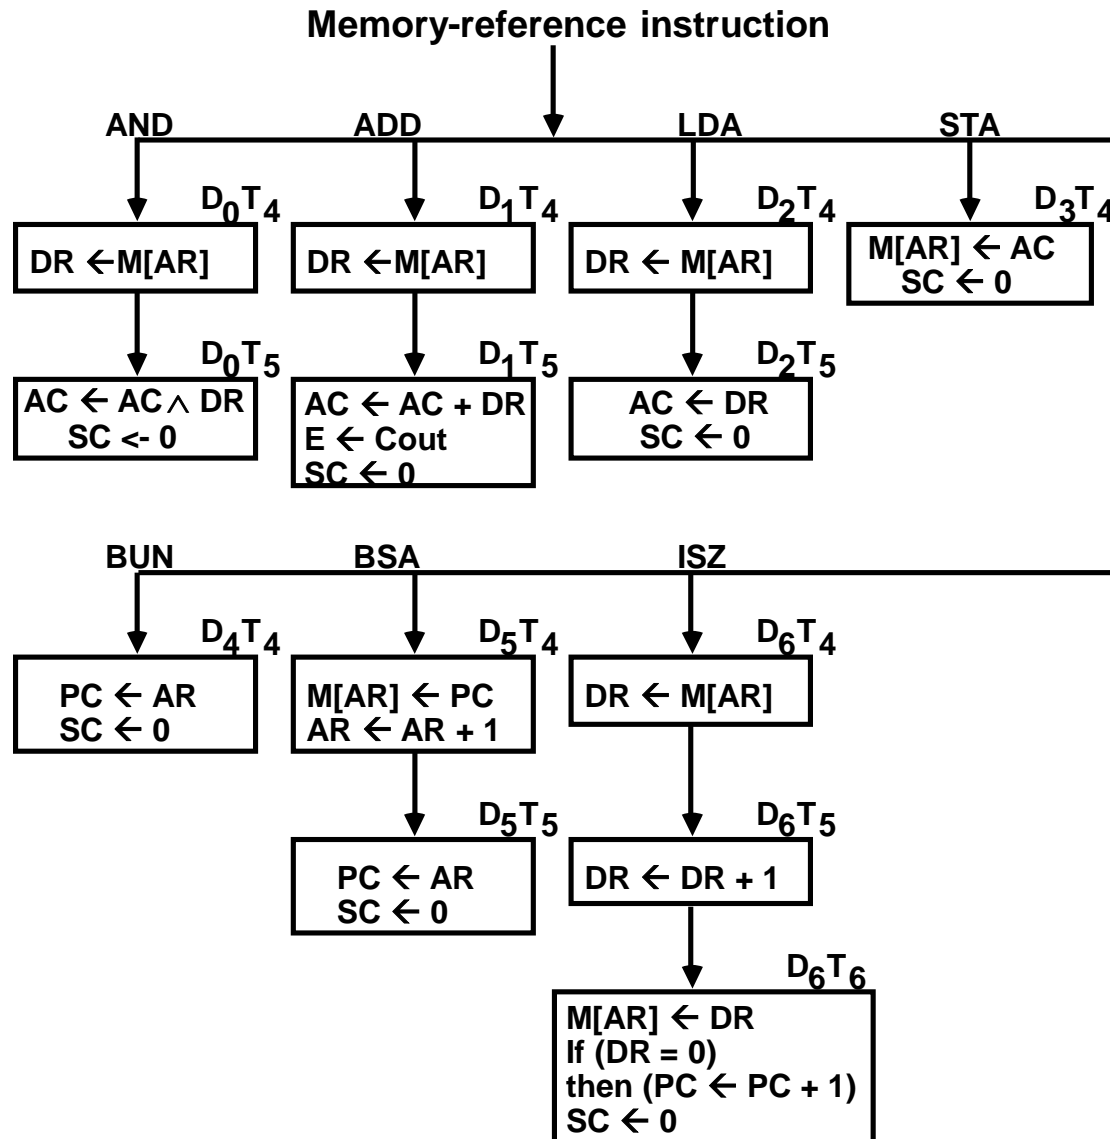 Memory-reference instruction
AND ADD LDA STA
D0T4 D1T4 D2T4 D3T4
DR ←M[AR]
DR ←M[AR]
DR ← M[AR]
M[AR] ← AC
SC ← 0
D0T5 D1T5 D2T5
AC ← AC ∧ DR
SC <- 0
AC ← AC + DR
E ← Cout
SC ← 0
AC ← DR
SC ← 0
BUN BSA ISZ
D4T4 D5T4 D6T4
PC ← AR
SC ← 0
M[AR] ← PC
AR ← AR + 1
DR ← M[AR]
D5T5 D6T5
PC ← AR
SC ← 0
DR ← DR + 1
D6T6
M[AR] ← DR
If (DR = 0)
then (PC ← PC + 1)
SC ← 0